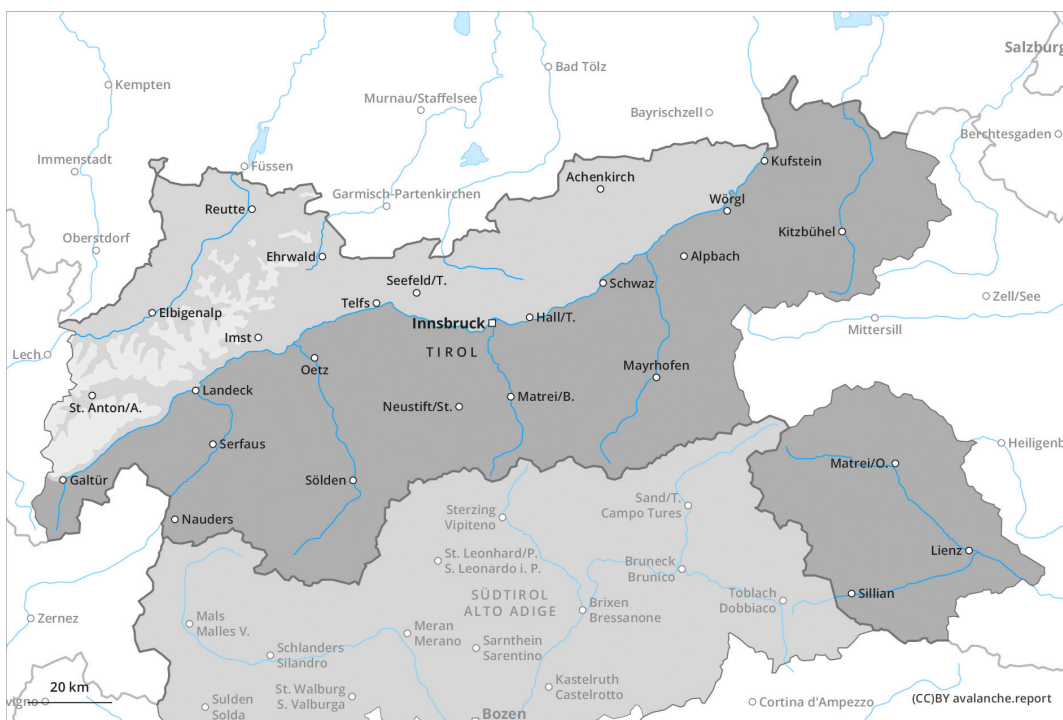 Salzburg
Bad Tölz
Kempten
Murnau/Staffelsee
Bayrischzell
Berchtesgaden
Immenstadt
Füssen
Kufstein
Achenkirch
Garmisch-Partenkirchen
Wörgl
Reutte
Kitzbühel
Oberstdorf
Ehrwald
Alpbach
Seefeld/T.
Schwaz
Zell/See
Telfs
Elbigenalp
Innsbruck
Hall/T.
Mittersill
Imst
TIROL
Lech
Oetz
Mayrhofen
Landeck
St. Anton/A.
Neustift/St.
Matrei/B.
Serfaus
Heiligenb
Matrei/O.
Galtür
Sölden
Sand/T.
Campo Tures
Nauders
Sterzing
Vipiteno
Lienz
St. Leonhard/P.
S. Leonardo i. P.
Bruneck
Brunico
SÜDTIROL
ALTO ADIGE
Toblach
Dobbiaco
Sillian
Brixen
Bressanone
Zernez
Mals
Malles V.
Meran
Merano
Sarnthein
Sarentino
Schlanders
Silandro
20 km
Kastelruth
Castelrotto
St. Walburg
S. Valburga
vigno
Sulden
Solda
Cortina d'Ampezzo
(CC)BY avalanche.report
Bozen